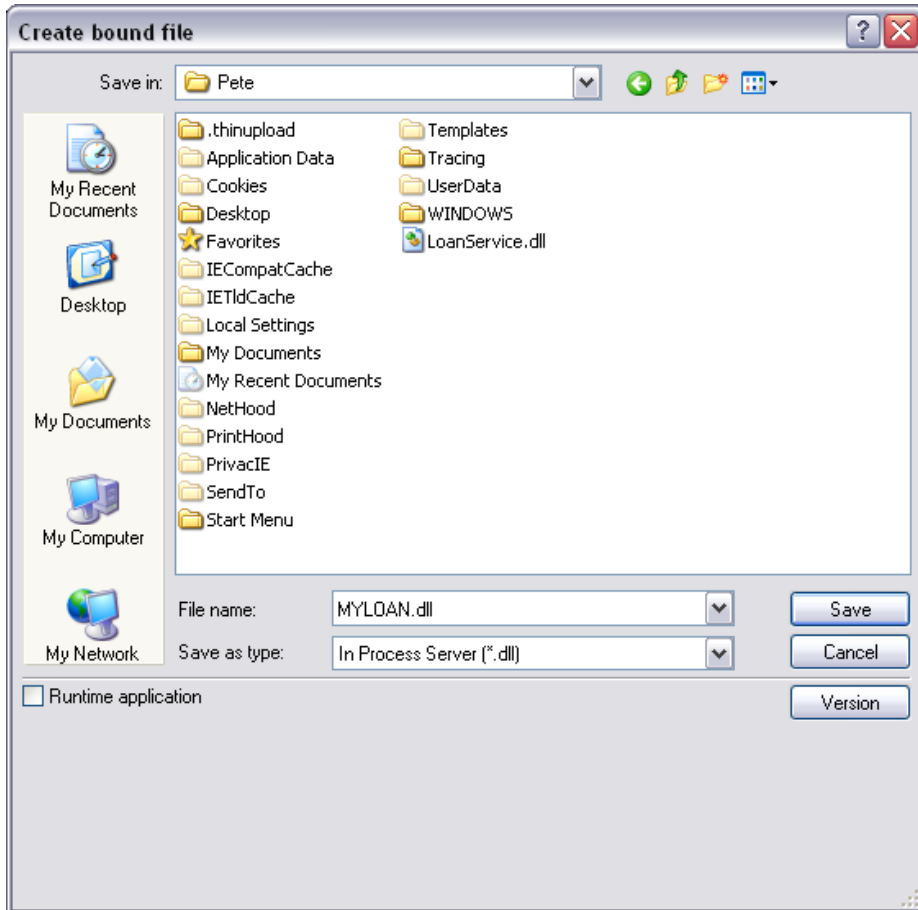 Create bound file
Save in:
Pete
My Recent
Documents
Desktop
My Documents
My Computer
My Network
.thinupload
Application Data
Cookies
Desktop
Favorites
IECompatCache
IETldCache
Local Settings
My Documents
My Recent Documents
NetHood
PrintHood
PrivacIE
SendTo
Start Menu
Templates
Tracing
UserData
WINDOWS
LoanService.dll
File name:
MYLOAN.dll
Save
Save as type:
In Process Server (*.dll)
Cancel
Runtime application
Version